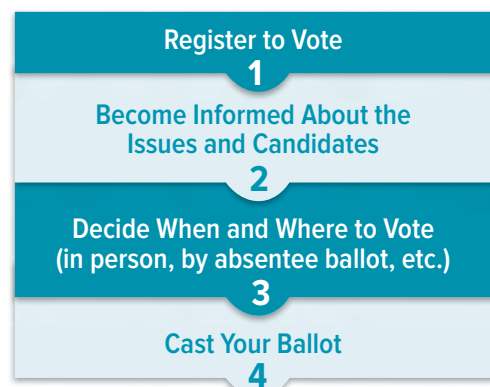 Register to Vote
1
Become Informed About the
Issues and Candidates
2
Decide When and Where to Vote
(in person, by absentee ballot, etc.)
3
Cast Your Ballot
4